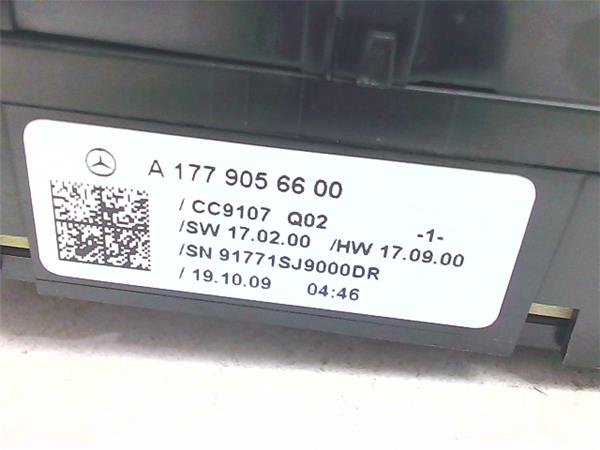 A 177 905 66 00
/ CC9107 Q02 -1-
/SW 17.02.00 /HW 17.09.00
/SN 91771SJ9000DR
/ 19.10.09 04:46